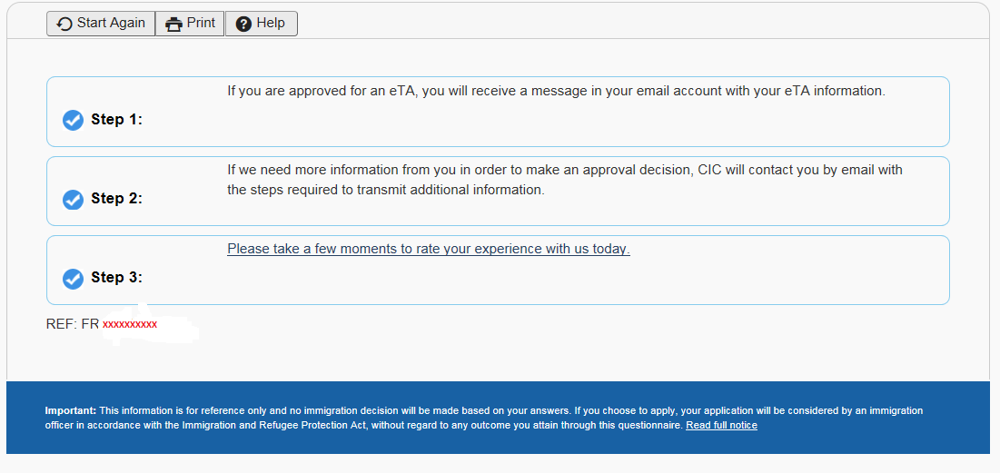 Start Again Print Help
If you are approved for an eTA, you will receive a message in your email account with your eTA information.
Step 1:
If we need more information from you in order to make an approval decision, CIC will contact you by email with
the steps required to transmit additional information.
Step 2:
Please take a few moments to rate your experience with us today.
Step 3:
REF: FR xxxxxxxxxx
Important: This information is for reference only and no immigration decision will be made based on your answers. If you choose to apply, your application will be considered by an immigration
officer in accordance with the Immigration and Refugee Protection Act, without regard to any outcome you attain through this questionnaire. Read full notice